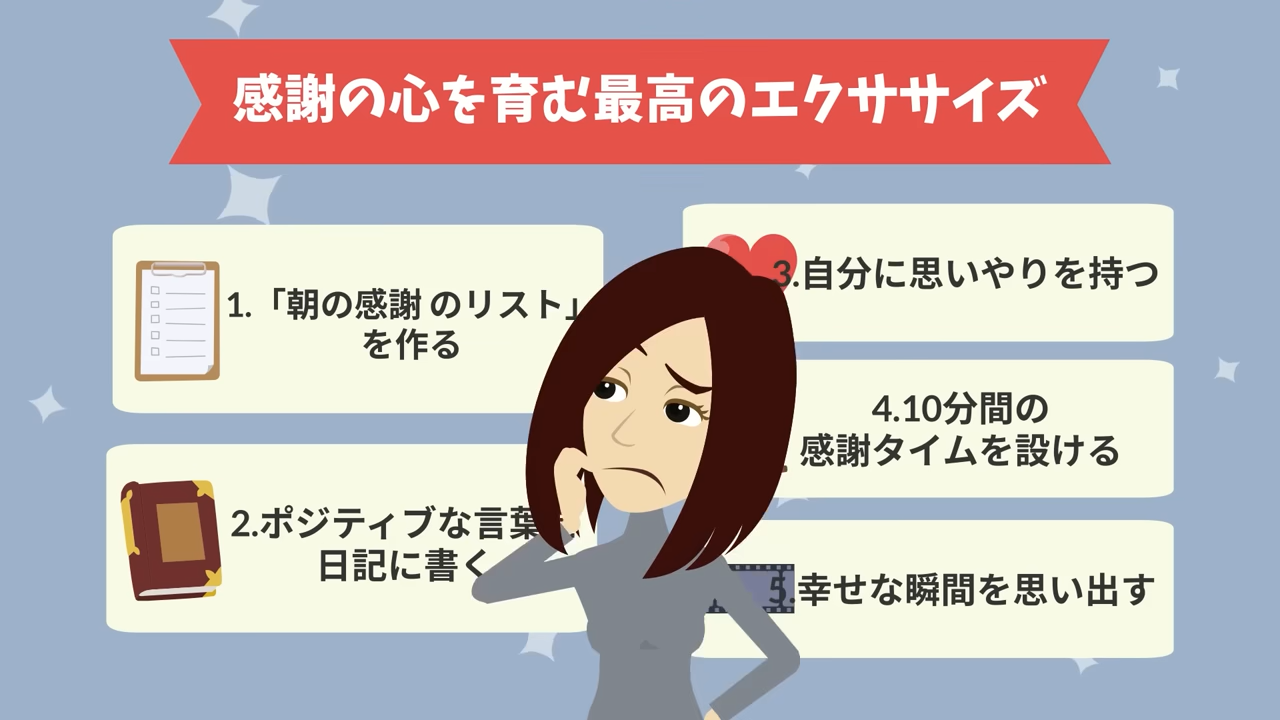 感謝の心を育む最高のエクササイズ
1.「朝の感謝 のリスト」
を作る
2.ポジティブな言葉
日記に書く
3.自分に思いやりを持つ
4.10分間の
感謝タイムを設ける
5.幸せな瞬間を思い出す